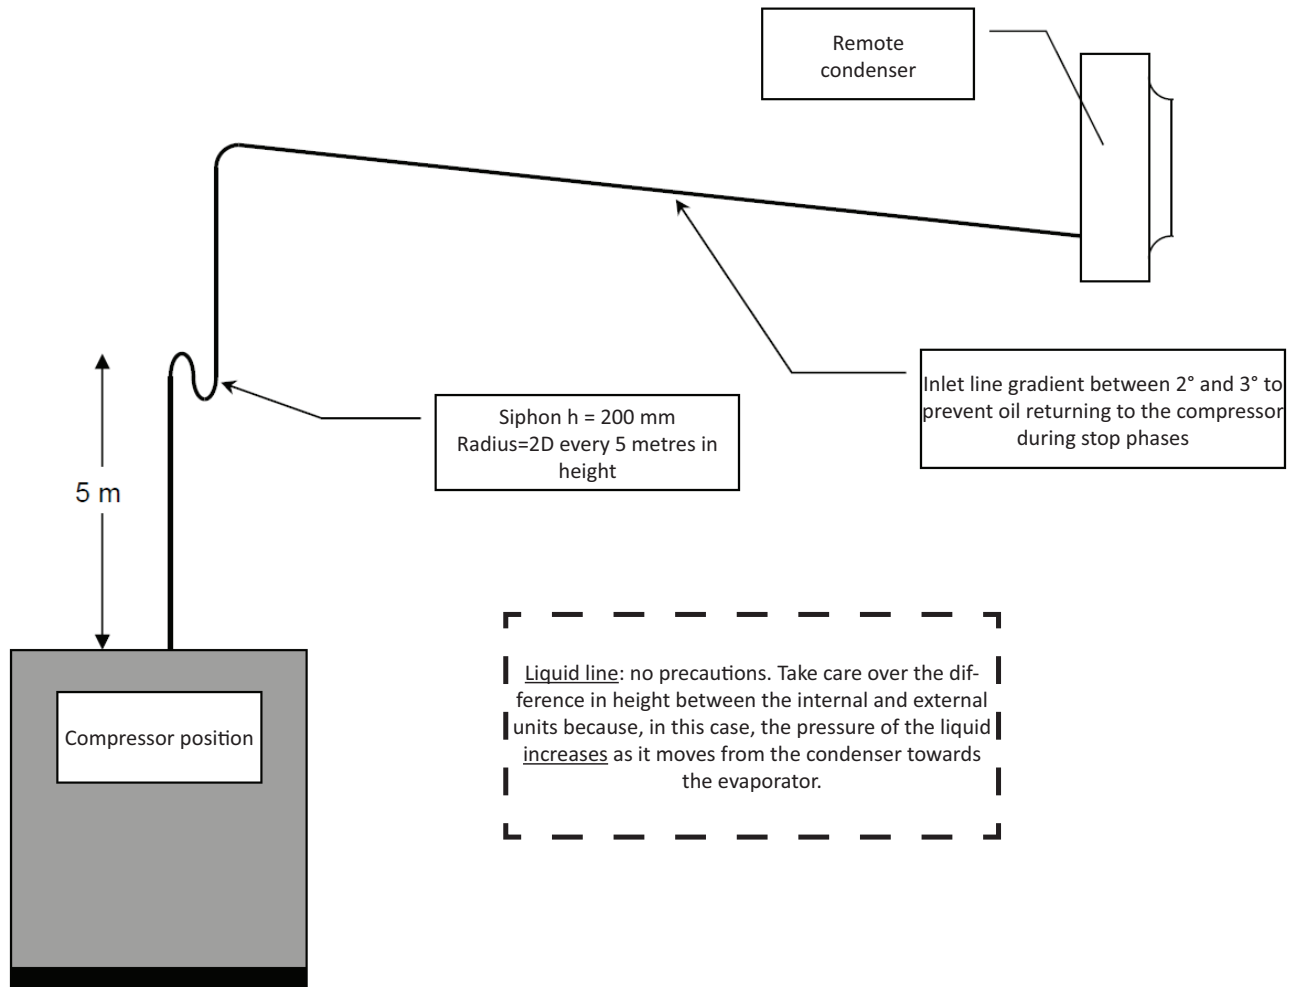 Remote
condenser
Inlet line gradient between 2° and 3° to
prevent oil returning to the compressor
during stop phases
Siphon h = 200 mm
Radius=2D every 5 metres in
height
5 m
Liquid line: no precautions. Take care over the dif-
ference in height between the internal and external
units because, in this case, the pressure of the liquid
increases as it moves from the condenser towards
the evaporator.
Compressor position